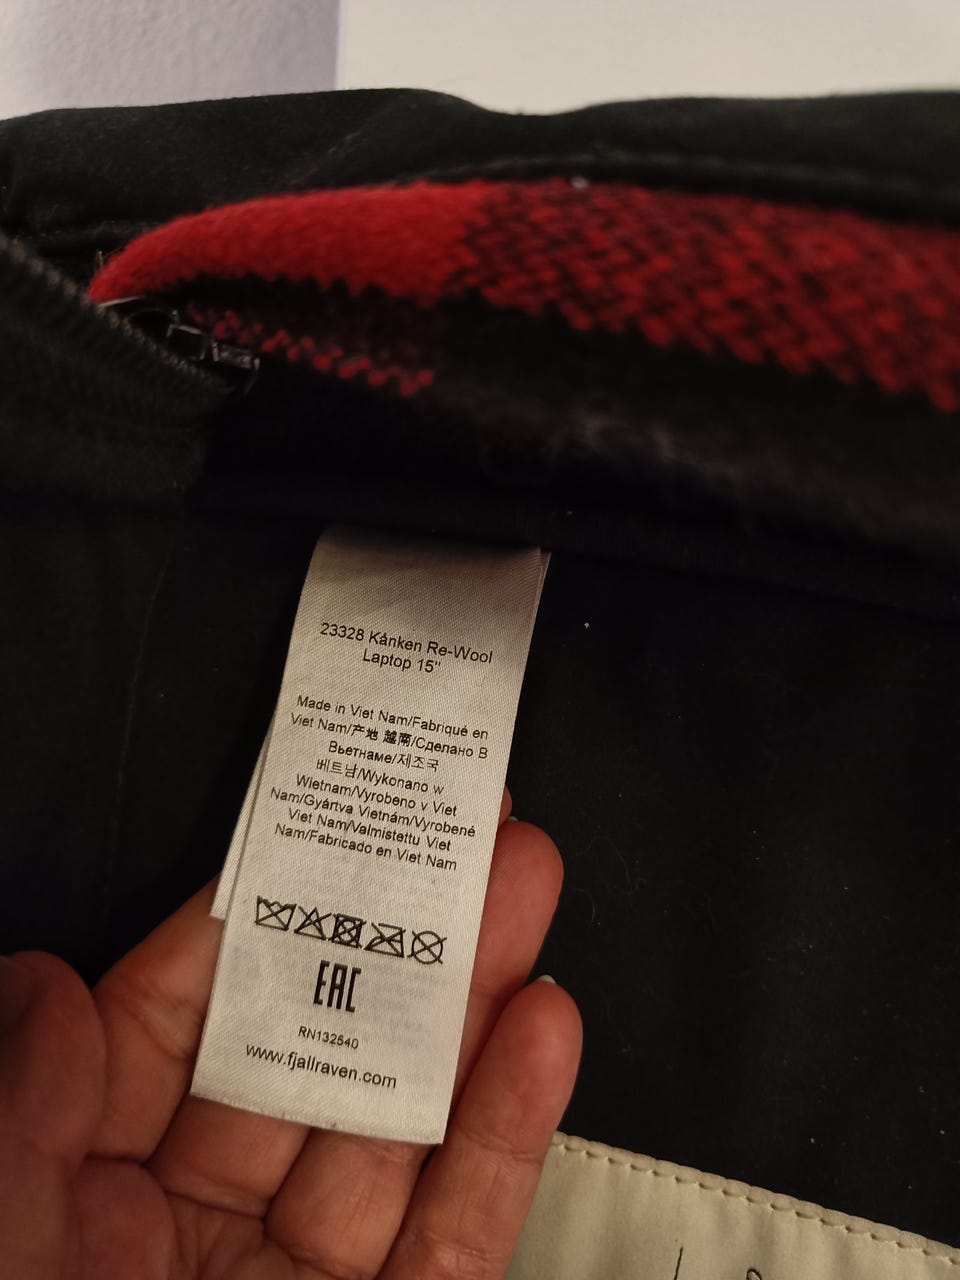 23328 Kånken Re-Wool
Laptop 15"
Made in Viet Nam/Fabriqué en
Viet Nam/产地 越南/Сделано В
Вьетнаме/제조국
베트남/Wykonano w
Wietnam/Vyrobeno v Viet
Nam/Gyártva Vietnám/Vyrobené
Viet Nam/Valmistettu Viet
Nam/Fabricado en Viet Nam
EAC
RN132540
www.fjallraven.com